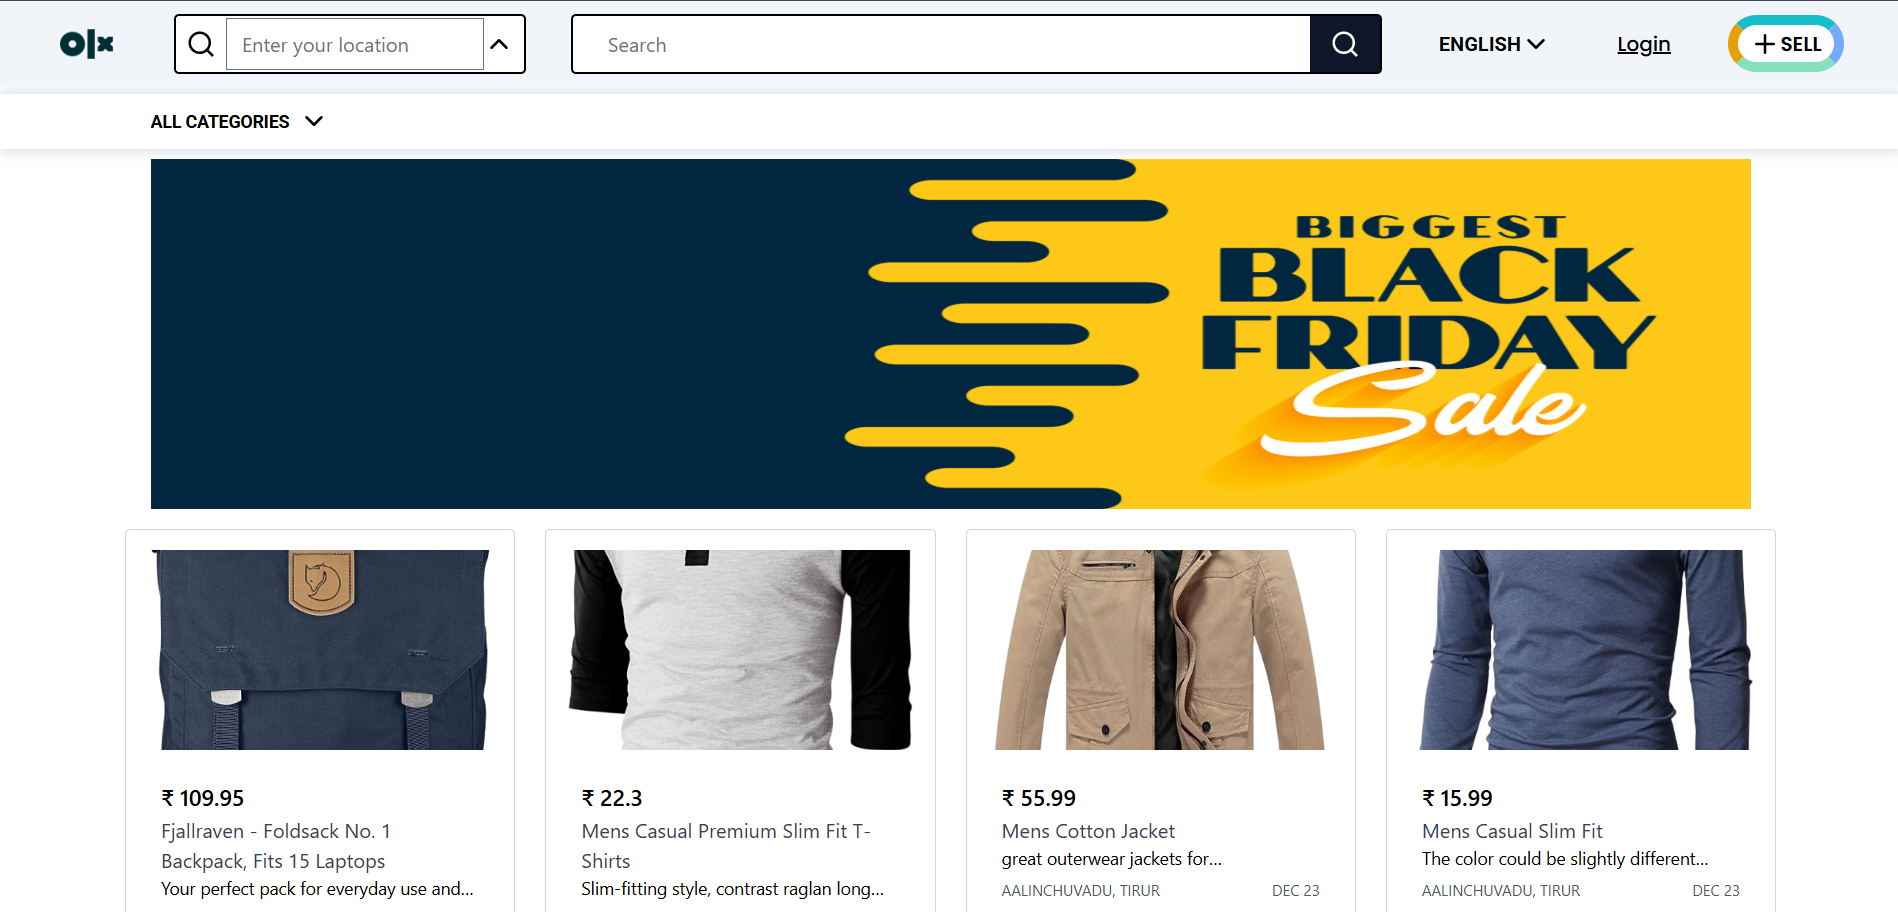 olx
Enter your location
Search
ENGLISH
Login
SELL
ALL CATEGORIES
BIGGEST
BLACK
FRIDAY
Sale
₹ 109.95
Fjallraven - Foldsack No. 1
Backpack, Fits 15 Laptops
Your perfect pack for everyday use and...
₹ 22.3
Mens Casual Premium Slim Fit T-
Shirts
Slim-fitting style, contrast raglan long...
₹ 55.99
Mens Cotton Jacket
great outerwear jackets for...
AALINCHUVADU, TIRUR DEC 23
₹ 15.99
Mens Casual Slim Fit
The color could be slightly different...
AALINCHUVADU, TIRUR DEC 23